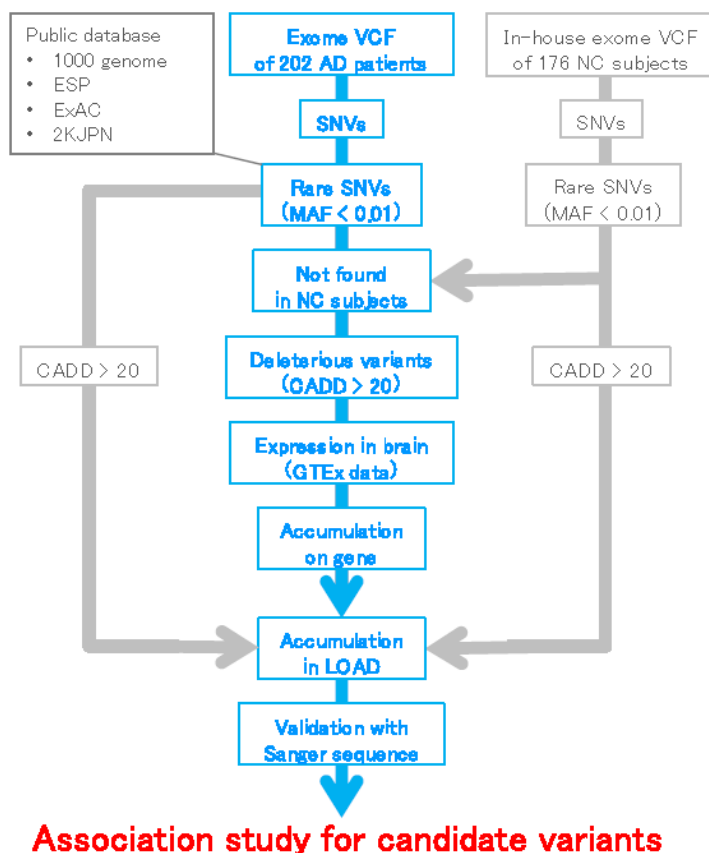 Public database
• 1000 genome
• ESP
• ExAC
• 2KJPN
Exome VCF
of 202 AD patients
In-house exome VCF
of 176 NC subjects
SNVs
SNVs
Rare SNVs
(MAF < 0.01)
Rare SNVs
(MAF < 0.01)
Not found
in NC subjects
CADD > 20
Deleterious variants
(CADD > 20)
CADD > 20
Expression in brain
(GTEx data)
Accumulation
on gene
Accumulation
in LOAD
Validation with
Sanger sequence
Association study for candidate variants